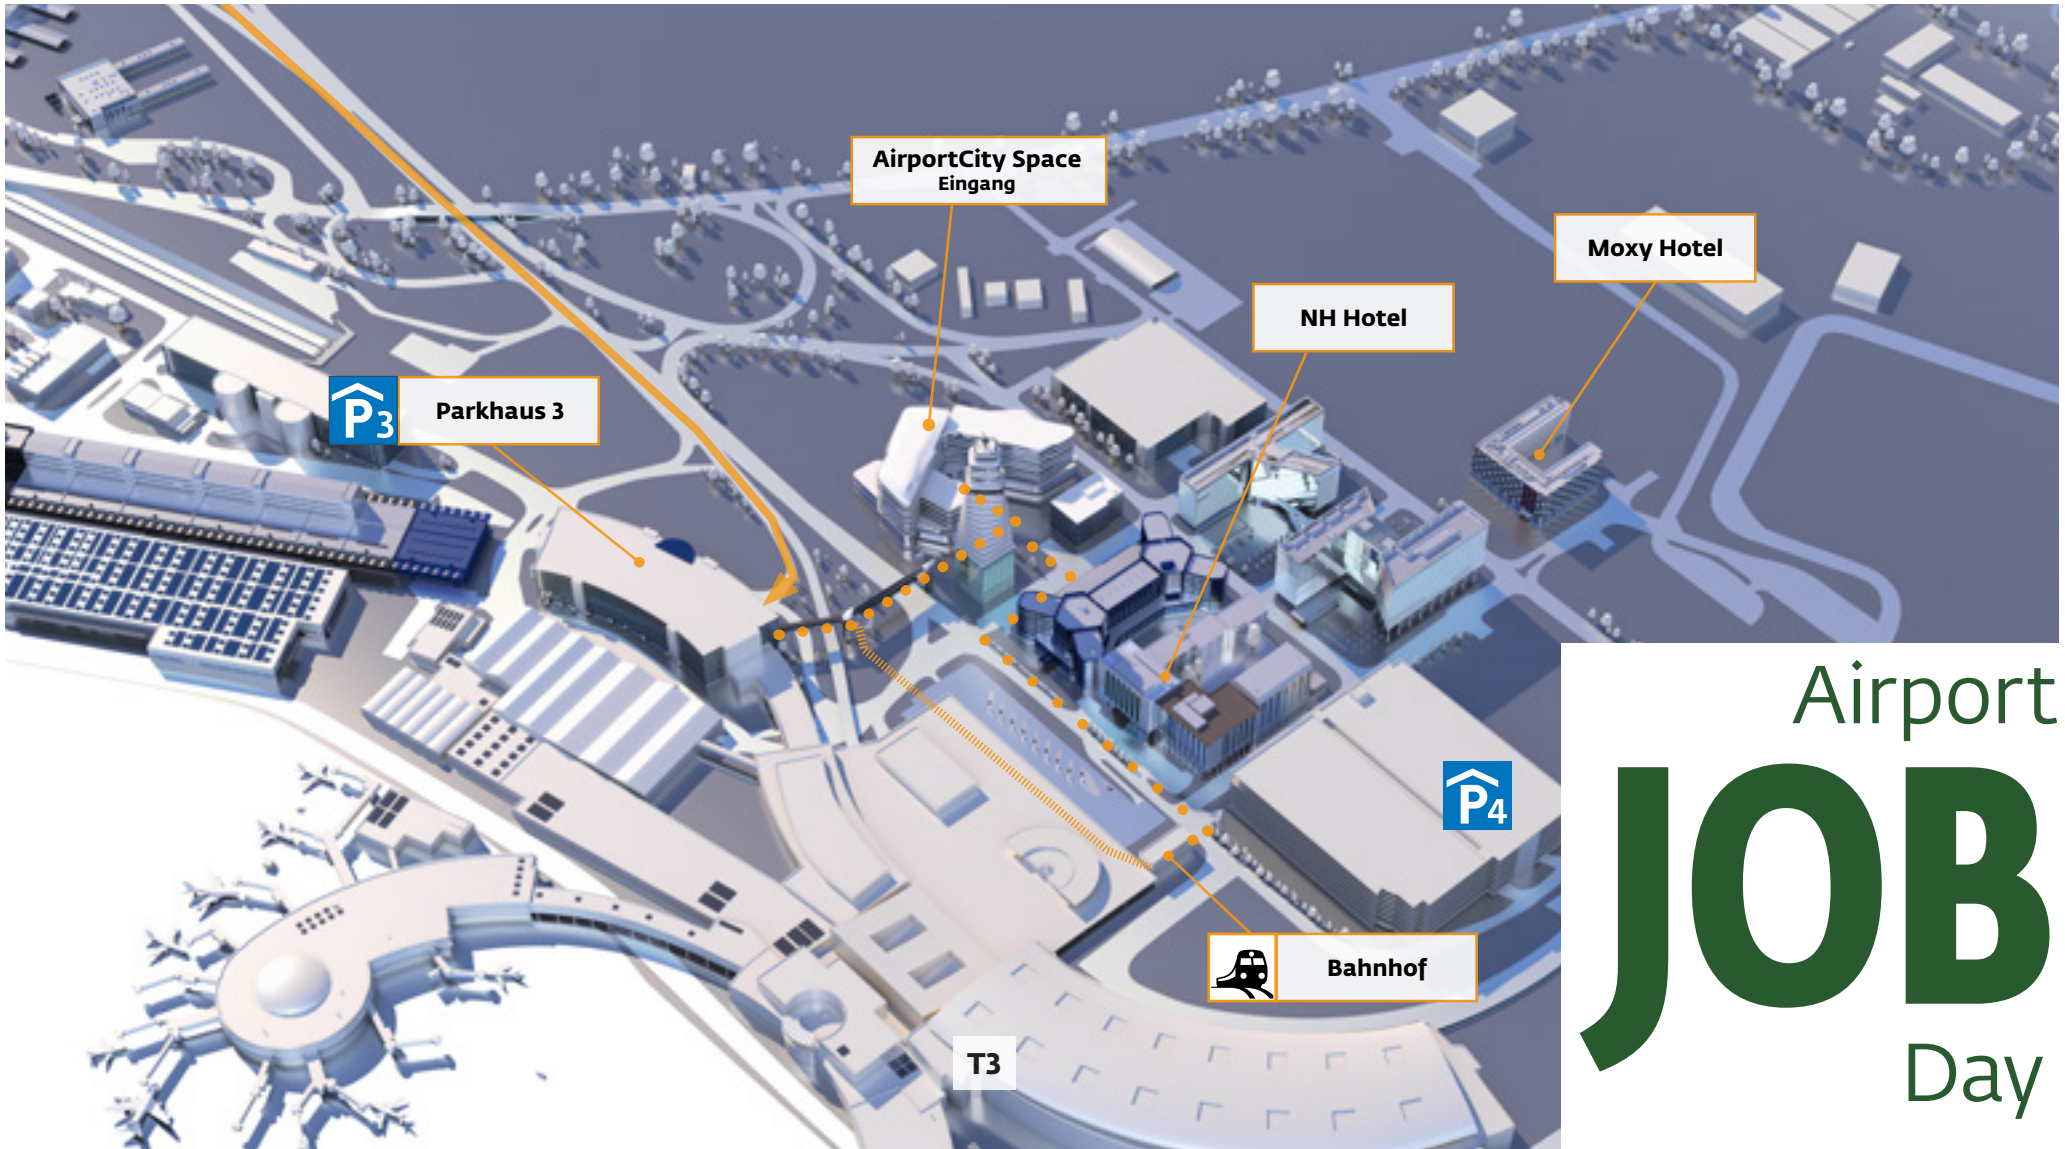 AirportCity Space
Eingang
Moxy Hotel
NH Hotel
P3
Parkhaus 3
P4
Bahnhof
T3
Airport
JOB
Day